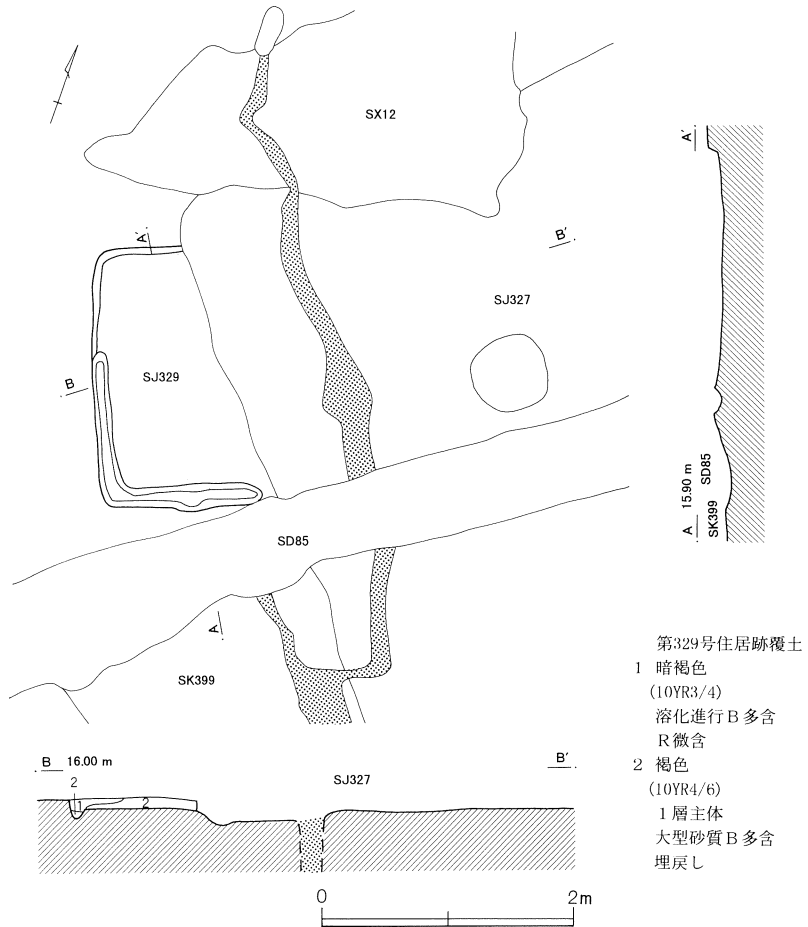 SX12
A′
B′
SJ327
B
SJ329
SD85
A
SK399
A′
A 15.90 m
SK399 SD85
第329号住居跡覆土
1 暗褐色
(10YR3/4)
溶化進行B多含
R微含
2 褐色
(10YR4/6)
1層主体
大型砂質B多含
埋戻し
B 16.00 m
B′
SJ327
2
1
2
0 2m